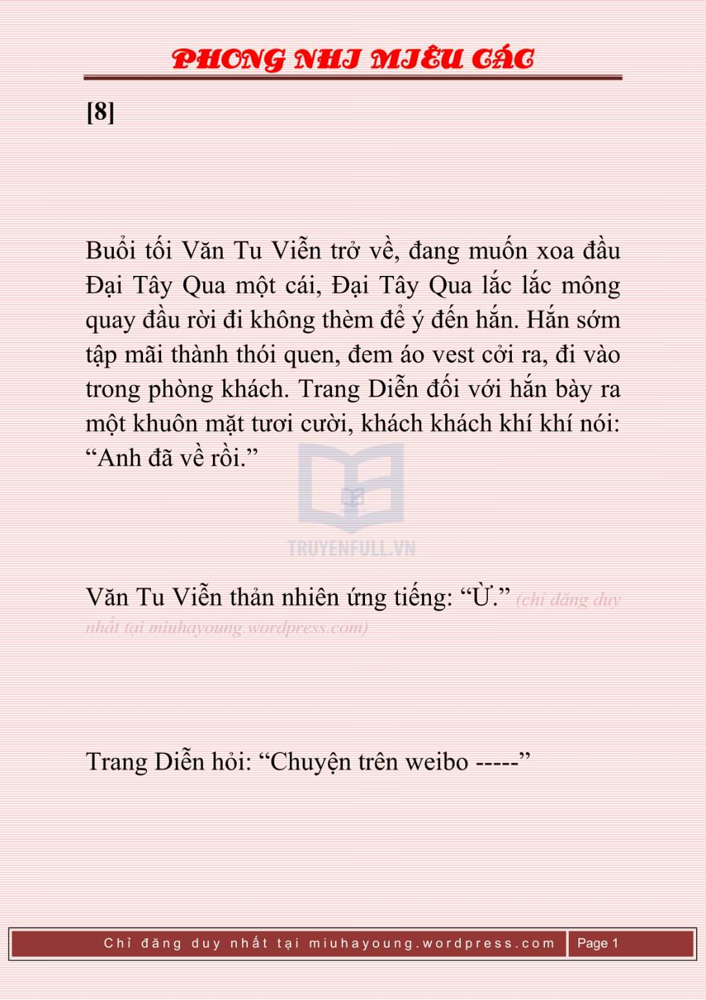 PHONG NHI MIÊU CÁC
[8]
Buổi tối Văn Tu Viễn trở về, đang muốn xoa đầu
Đại Tây Qua một cái, Đại Tây Qua lắc lắc mông
quay đầu rời đi không thèm để ý đến hắn. Hắn sớm
tập mãi thành thói quen, đem áo vest cởi ra, đi vào
trong phòng khách. Trang Diễn đối với hắn bày ra
một khuôn mặt tươi cười, khách khách khí khí nói:
“Anh đã về rồi.”
TRUYENFULL.VN
Văn Tu Viễn thản nhiên ứng tiếng: “Ừ.” (chỉ đăng duy
nhất tại miuhayoung.wordpress.com)
Trang Diễn hỏi: “Chuyện trên weibo -----”
Chỉ đăng duy nhất tại miuhayoung.wordpress.com Page 1